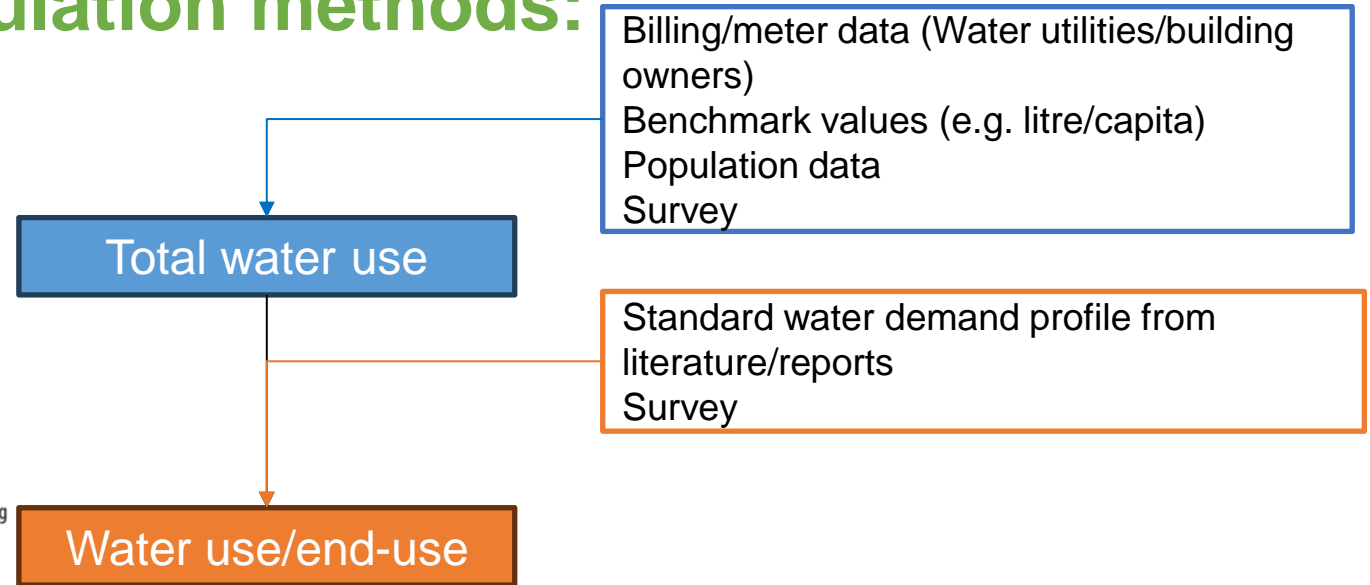 ulation methods:
Billing/meter data (Water utilities/building
owners)
Benchmark values (e.g. litre/capita)
Population data
Survey
Total water use
Standard water demand profile from
literature/reports
Survey
g
Water use/end-use